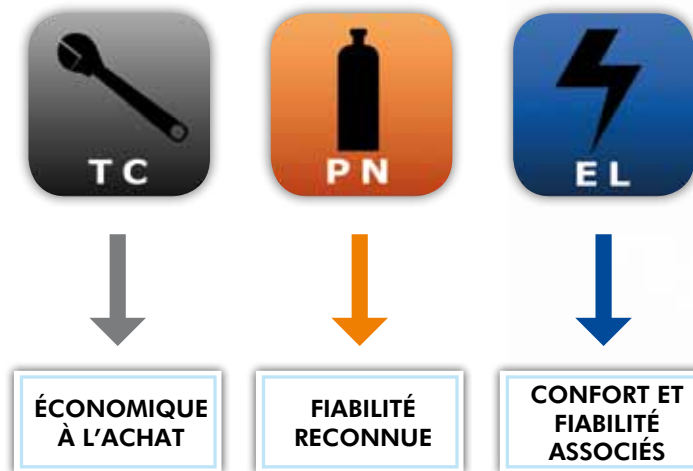 TC
PN
EL
ÉCONOMIQUE
À L’ACHAT
FIABILITÉ
RECONNUE
CONFORT ET
FIABILITÉ
ASSOCIÉS